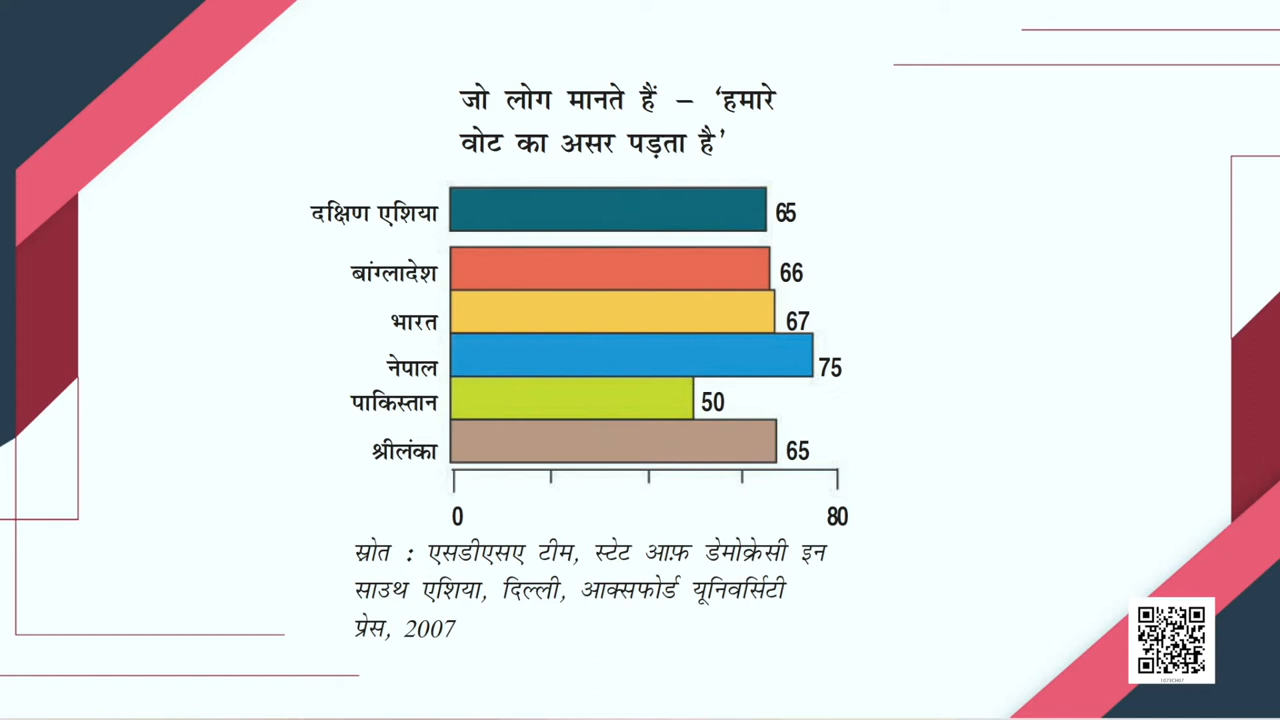 जो लोग मानते हैं – ‘हमारे
वोट का असर पड़ता है’
दक्षिण एशिया 65
बांग्लादेश 66
भारत 67
नेपाल 75
पाकिस्तान 50
श्रीलंका 65
0 80
स्रोत : एसडीएसए टीम, स्टेट आफ़ डेमोक्रेसी इन
साउथ एशिया, दिल्ली, आक्सफोर्ड यूनिवर्सिटी
प्रेस, 2007
1073CH07